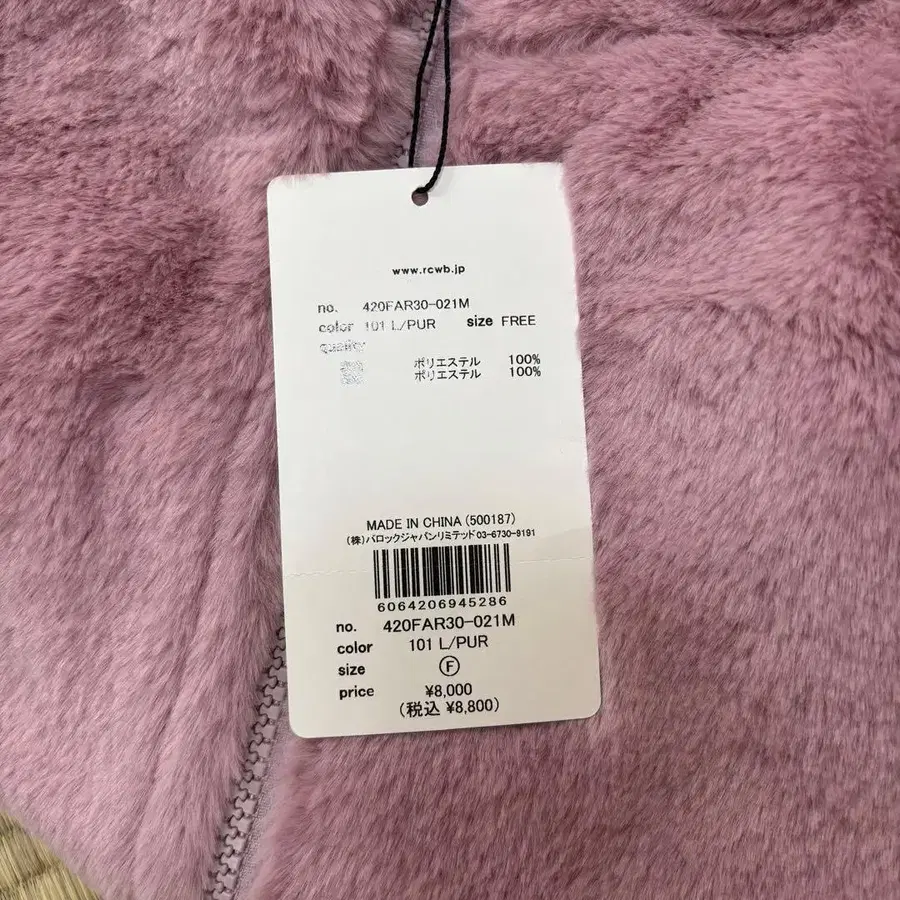 www.rcwb.jp
no. 420FAR30-021M
color 101 L/PUR size FREE
quality
ポリエステル 100%
ポリエステル 100%
MADE IN CHINA (500187)
(株)バロックジャパンリミテッド03-6730-9191
6064206945286
no. 420FAR30-021M
color 101 L/PUR
size Ⓕ
price ¥8,000
(税込 ¥8,800)